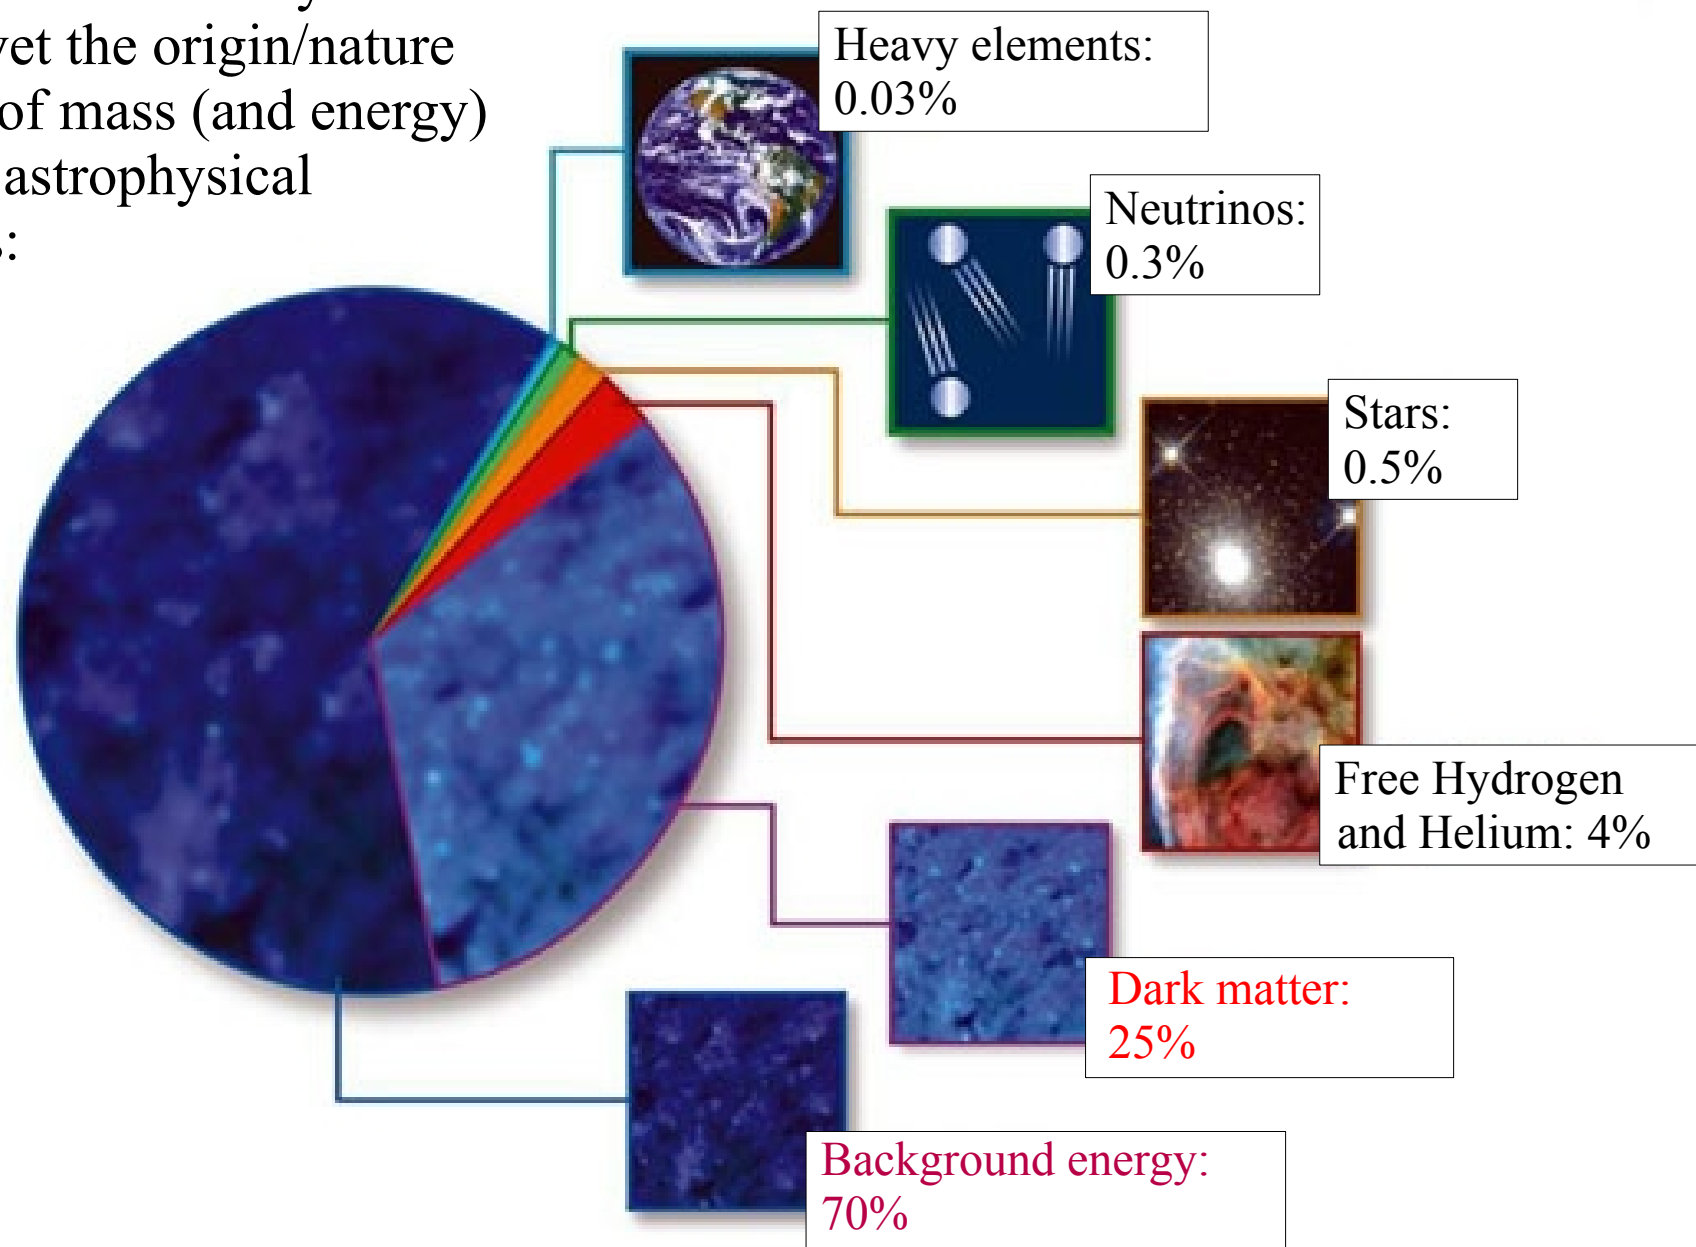 yet the origin/nature
of mass (and energy)
astrophysical
Heavy elements:
0.03%
Neutrinos:
0.3%
Stars:
0.5%
Free Hydrogen
and Helium: 4%
Dark matter:
25%
Background energy:
70%